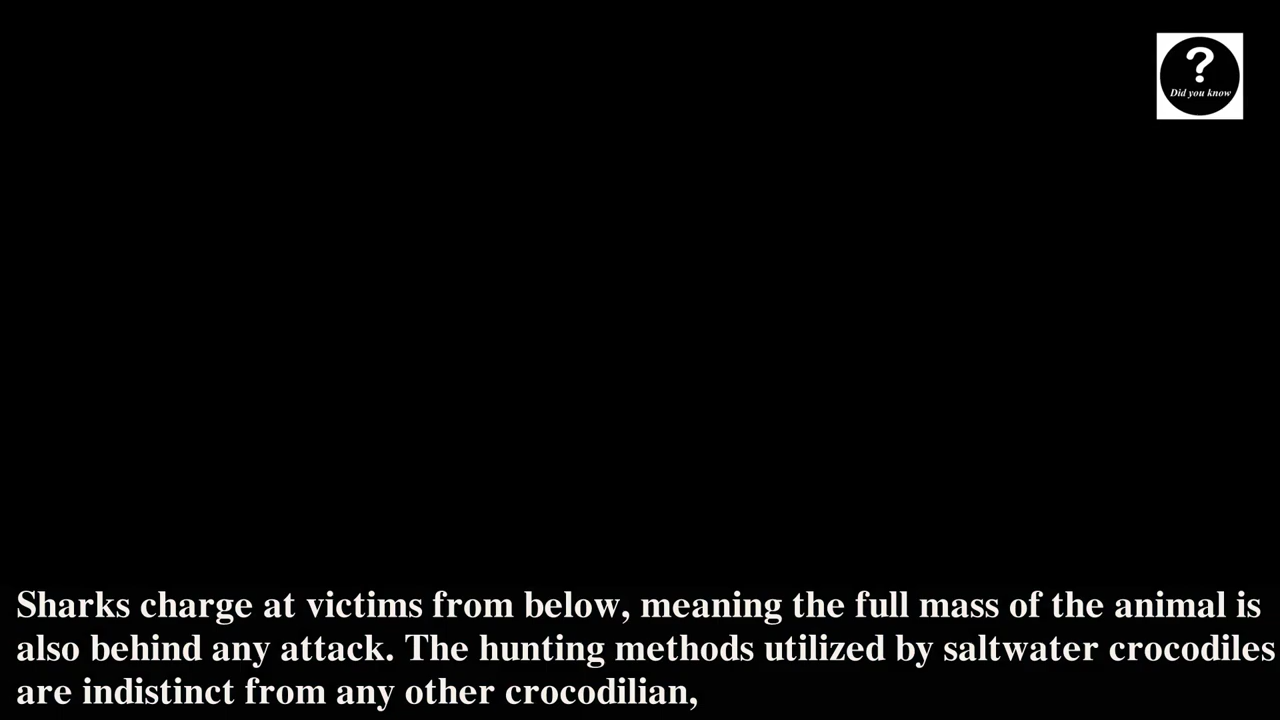 ?
Did you know
Sharks charge at victims from below, meaning the full mass of the animal is
also behind any attack. The hunting methods utilized by saltwater crocodiles
are indistinct from any other crocodilian,